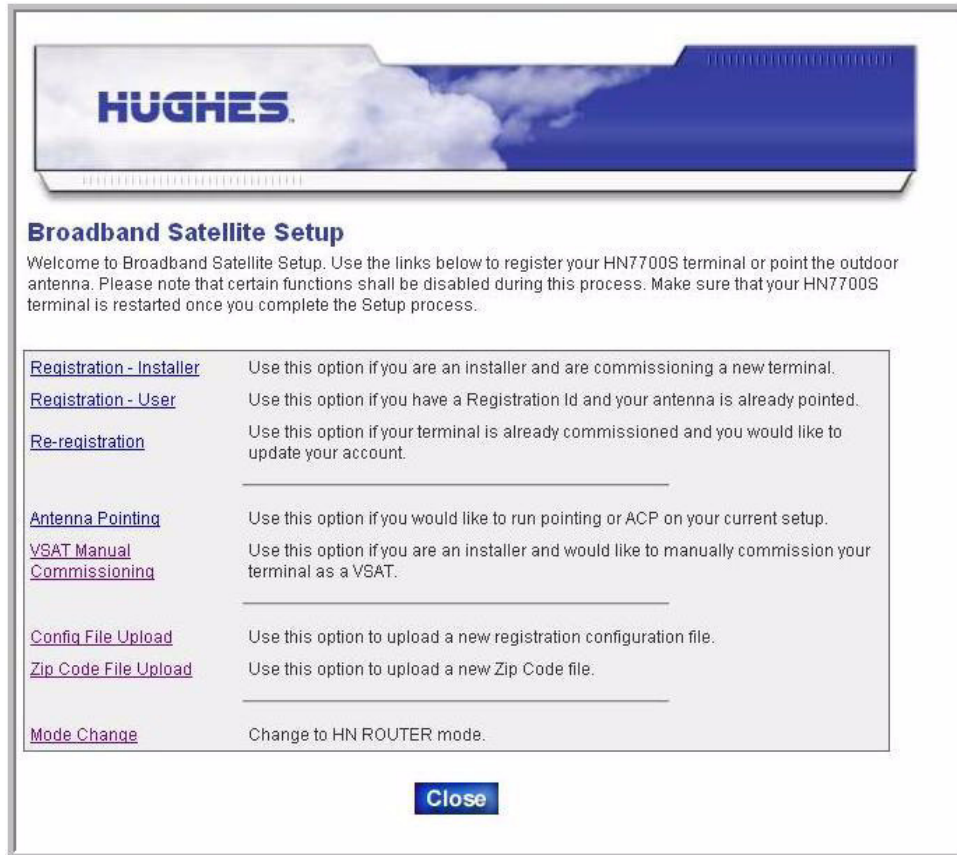 HUGHES
Broadband Satellite Setup
Welcome to Broadband Satellite Setup. Use the links below to register your HN7700S terminal or point the outdoor
antenna. Please note that certain functions shall be disabled during this process. Make sure that your HN7700S
terminal is restarted once you complete the Setup process.
Registration - Installer Use this option if you are an installer and are commissioning a new terminal.
Registration - User Use this option if you have a Registration Id and your antenna is already pointed.
Re-registration Use this option if your terminal is already commissioned and you would like to
update your account.
Antenna Pointing Use this option if you would like to run pointing or ACP on your current setup.
VSAT Manual Use this option if you are an installer and would like to manually commission your
Commissioning terminal as a VSAT.
Config File Upload Use this option to upload a new registration configuration file.
Zip Code File Upload Use this option to upload a new Zip Code file.
Mode Change Change to HN ROUTER mode.
Close